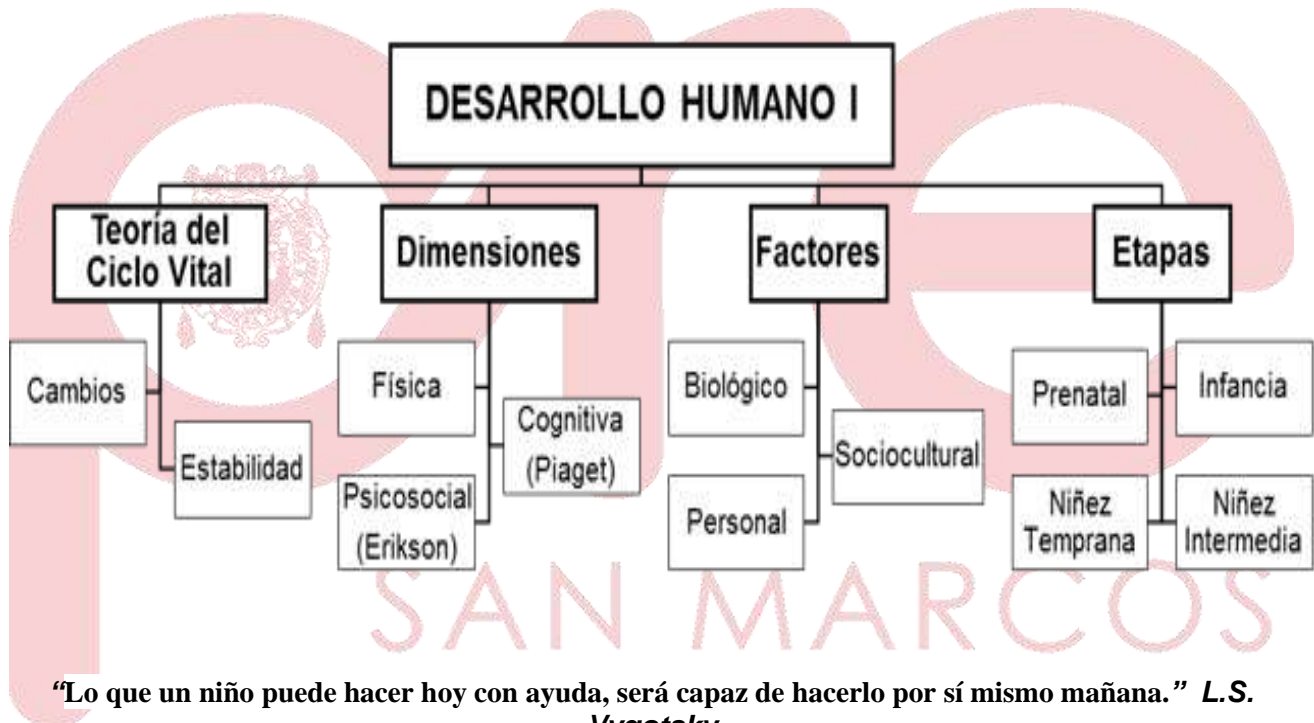 DESARROLLO HUMANO I
Teoría del
Ciclo Vital
Dimensiones
Factores
Etapas
Cambios
Estabilidad
Física
Cognitiva
(Piaget)
Psicosocial
(Erikson)
Biológico
Sociocultural
Personal
Prenatal
Infancia
Niñez
Temprana
Niñez
Intermedia
SAN MARCOS
“Lo que un niño puede hacer hoy con ayuda, será capaz de hacerlo por sí mismo mañana.” L.S.
Vygotsky